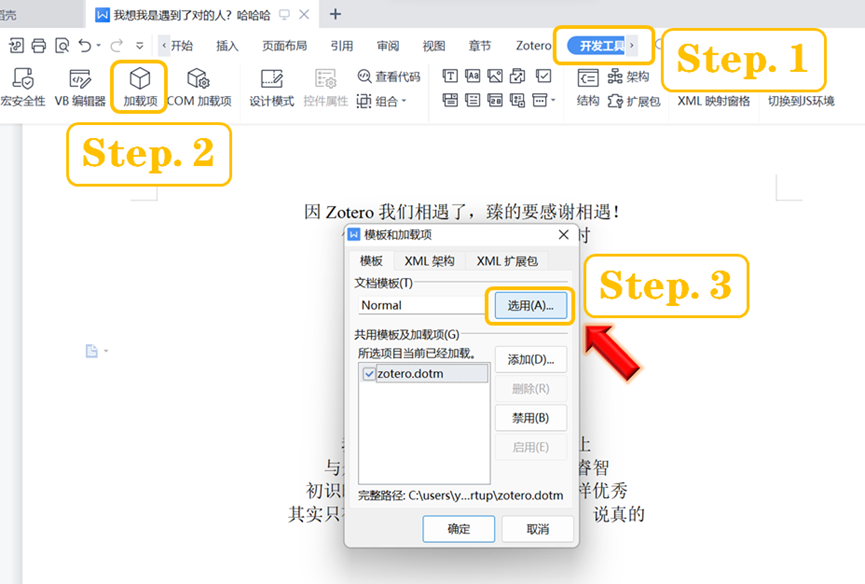 稻壳
我想我是遇到了对的人？哈哈哈
开始 插入 页面布局 引用 审阅 视图 章节 Zotero 开发工具
Step. 1
宏安全性 VB 编辑器 加载项 COM 加载项 设计模式 控件属性
查看代码
组合
结构
架构
扩展包
XML 映射窗格 切换到JS环境
Step. 2
因 Zotero 我们相遇了，臻的要感谢相遇！
时
模板和加载项
模板 XML 架构 XML 扩展包
文档模板(T)
Normal
选用(A)...
Step. 3
共用模板及加载项(G)
所选项目当前已经加载。
添加(D)...
zotero.dotm
删除(R)
禁用(B)
启用(E)
完整路径: C:\users\y...rtup\zotero.dotm
确定 取消
上
与 睿智
初识 样优秀
其实只 说真的